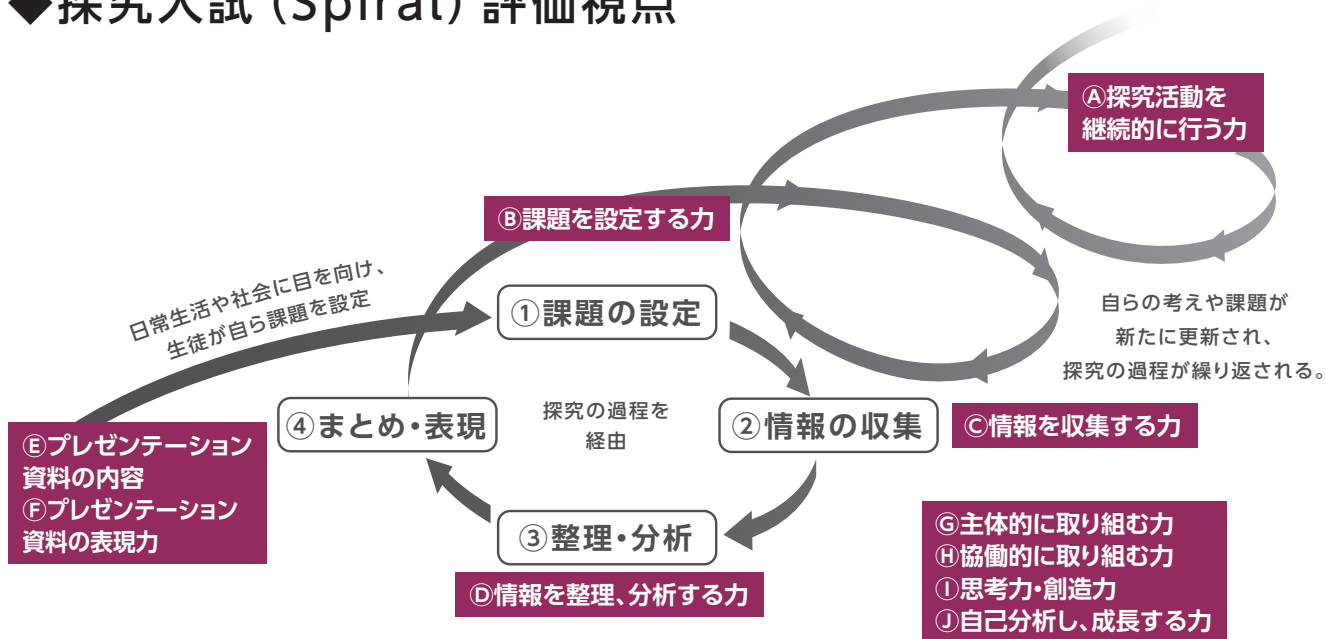 ◆探究入試（Spiral）評価視点
Ⓐ探究活動を
継続的に行う力
Ⓑ課題を設定する力
日常生活や社会に目を向け、
生徒が自ら課題を設定
①課題の設定
自らの考えや課題が
新たに更新され、
探究の過程が繰り返される。
④まとめ・表現
探究の過程を
経由
②情報の収集
Ⓒ情報を収集する力
Ⓔプレゼンテーション
資料の内容
Ⓕプレゼンテーション
資料の表現力
③整理・分析
Ⓓ情報を整理、分析する力
Ⓖ主体的に取り組む力
Ⓗ協働的に取り組む力
Ⓘ思考力・創造力
Ⓙ自己分析し、成長する力